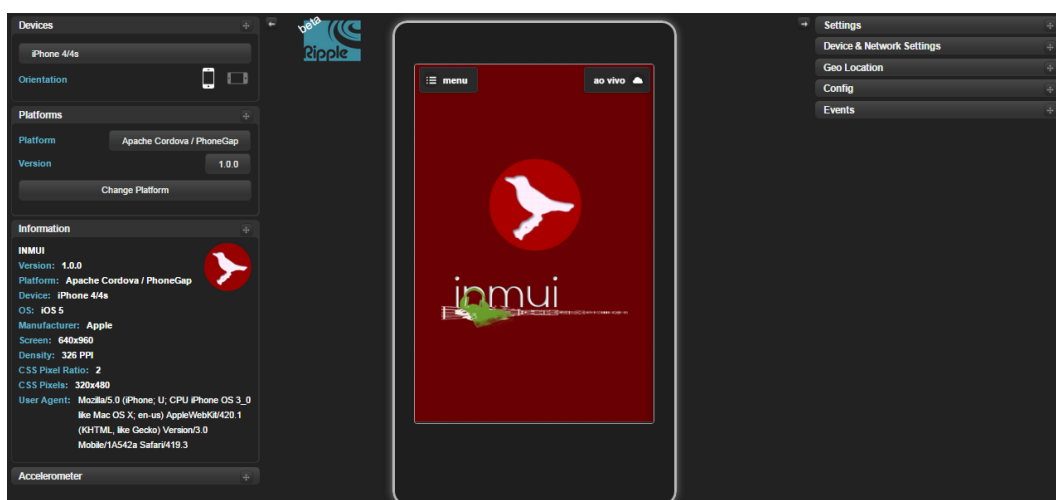 Devices
iPhone 4/4s
Orientation
Platforms
Platform Apache Cordova / PhoneGap
Version 1.0.0
Change Platform
Information
INMUI
Version: 1.0.0
Platform: Apache Cordova / PhoneGap
Device: iPhone 4/4s
OS: iOS 5
Manufacturer: Apple
Screen: 640x960
Density: 326 PPI
CSS Pixel Ratio: 2
CSS Pixels: 320x480
User Agent: Mozilla/5.0 (iPhone; U; CPU iPhone OS 3_0
like Mac OS X; en-us) AppleWebKit/420.1
(KHTML, like Gecko) Version/3.0
Mobile/1A542a Safari/419.3
Accelerometer
beta
Ripple
menu ao vivo
inmui
Settings
Device & Network Settings
Geo Location
Config
Events